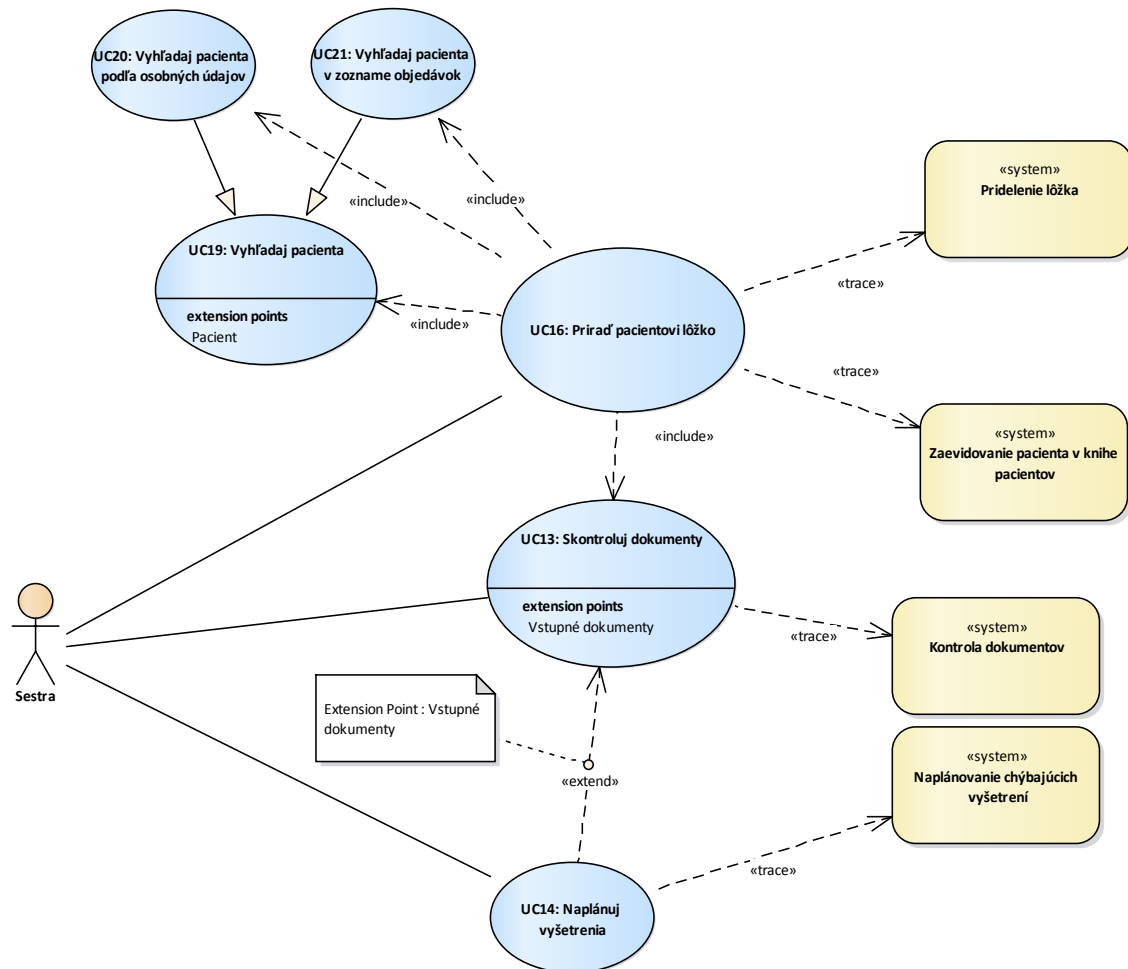 UC20: Vyhľadaj pacienta
podľa osobných údajov
UC21: Vyhľadaj pacienta
v zozname objedávok
«include»
«include»
UC19: Vyhľadaj pacienta
extension points
Pacient
«include»
UC16: Priraď pacientovi lôžko
«system»
Pridelenie lôžka
«trace»
«trace»
«system»
Zaevidovanie pacienta v knihe
pacientov
«include»
UC13: Skontroluj dokumenty
extension points
Vstupné dokumenty
«trace»
«system»
Kontrola dokumentov
Sestra
Extension Point : Vstupné
dokumenty
«extend»
«system»
Naplánovanie chýbajúcich
vyšetrení
«trace»
UC14: Naplánuj
vyšetrenia